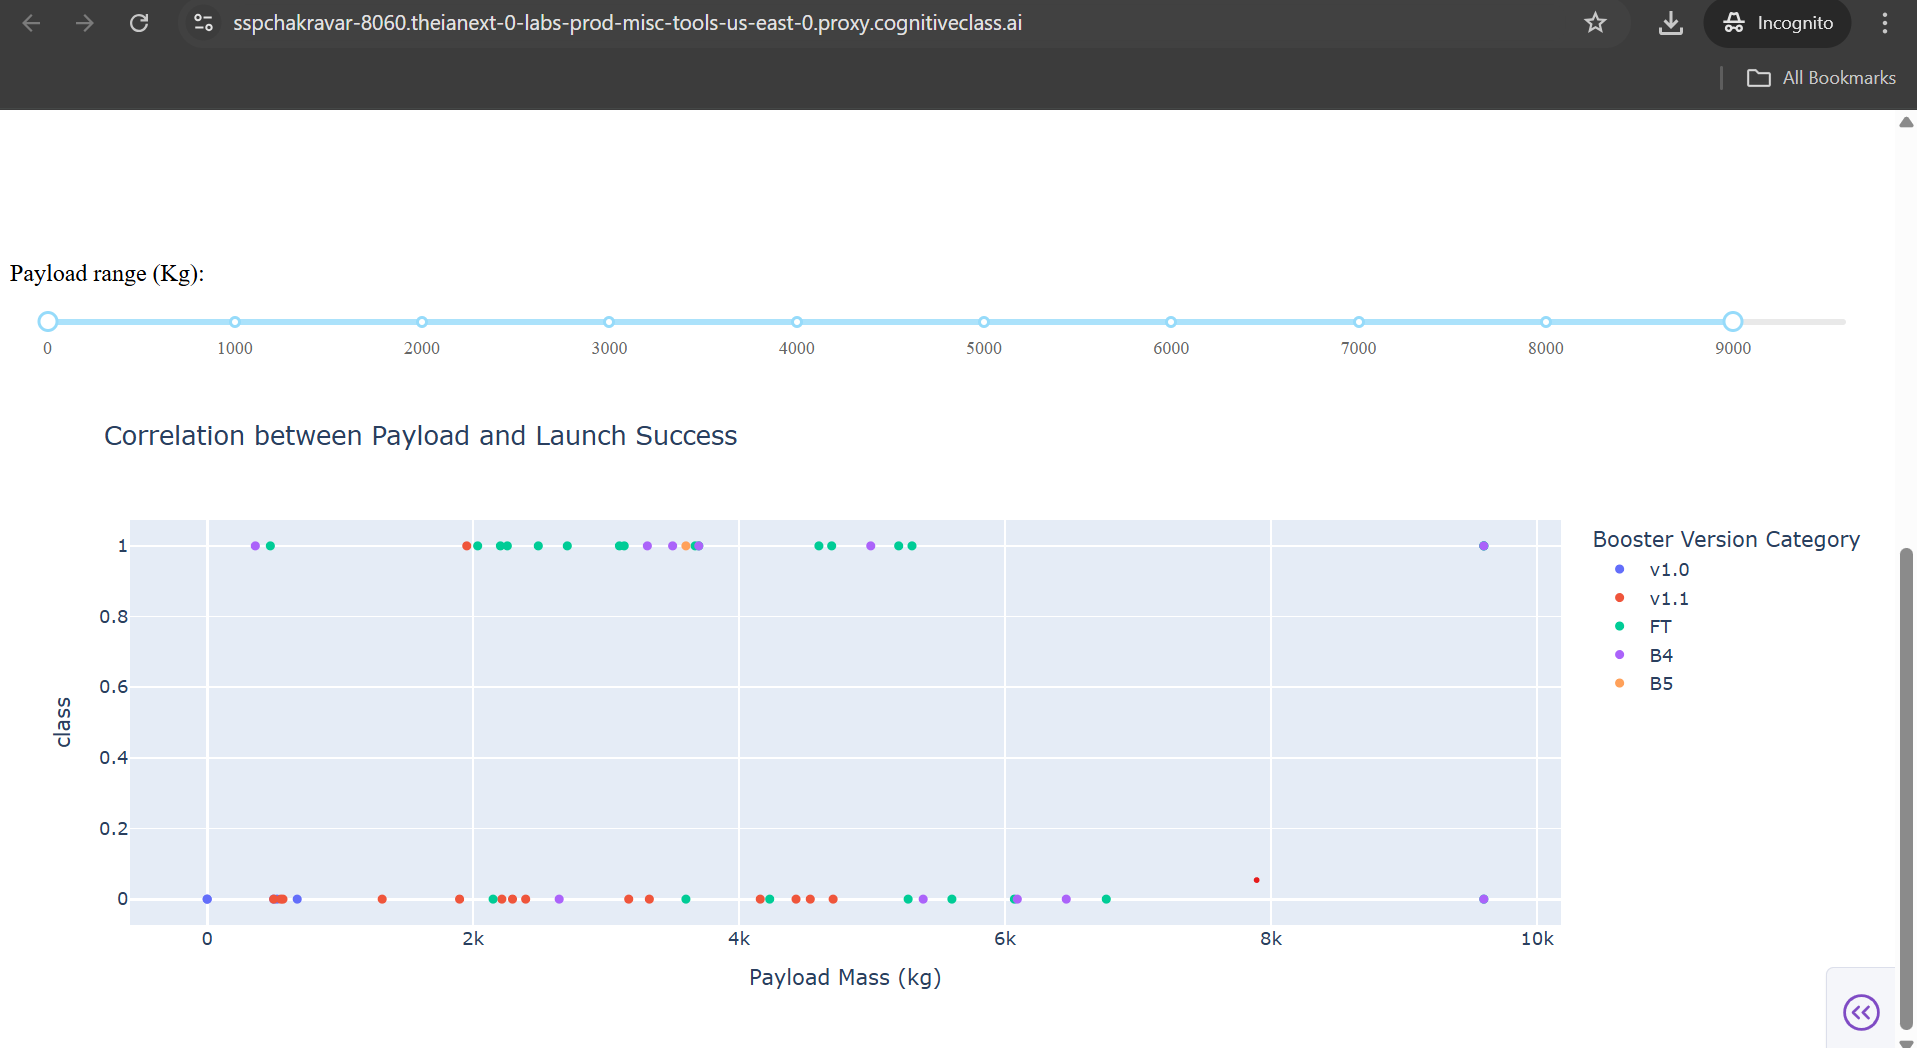 sspchakravar-8060.theianext-0-labs-prod-misc-tools-us-east-0.proxy.cognitiveclass.ai
Incognito
All Bookmarks
Payload range (Kg):
0 1000 2000 3000 4000 5000 6000 7000 8000 9000
Correlation between Payload and Launch Success
Booster Version Category
v1.0
v1.1
FT
B4
B5
class
1
0.8
0.6
0.4
0.2
0
0 2k 4k 6k 8k 10k
Payload Mass (kg)